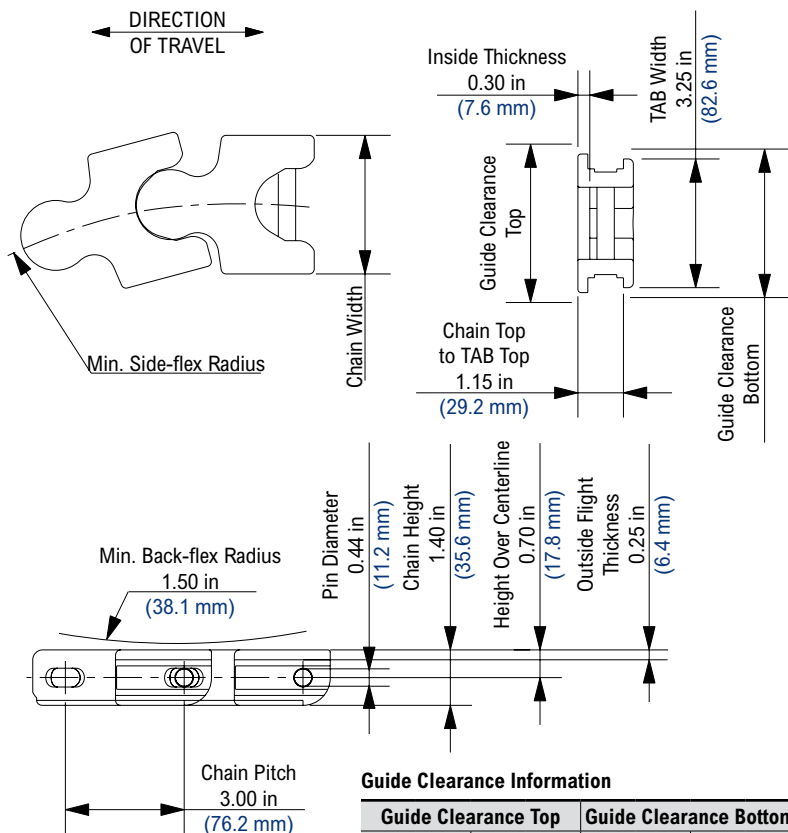 DIRECTION
OF TRAVEL
Inside Thickness
0.30 in
(7.6 mm)
TAB Width
3.25 in
(82.6 mm)
Guide Clearance
Top
Chain Width
Min. Side-flex Radius
Chain Top
to TAB Top
1.15 in
(29.2 mm)
Guide Clearance
Bottom
Min. Back-flex Radius
1.50 in
(38.1 mm)
Pin Diameter
0.44 in
(11.2 mm)
Chain Height
1.40 in
(35.6 mm)
Height Over Centerline
0.70 in
(17.8 mm)
Outside Flight
Thickness
0.25 in
(6.4 mm)
Chain Pitch
3.00 in
(76.2 mm)
Guide Clearance Information
Guide Clearance Top Guide Clearance Bottom